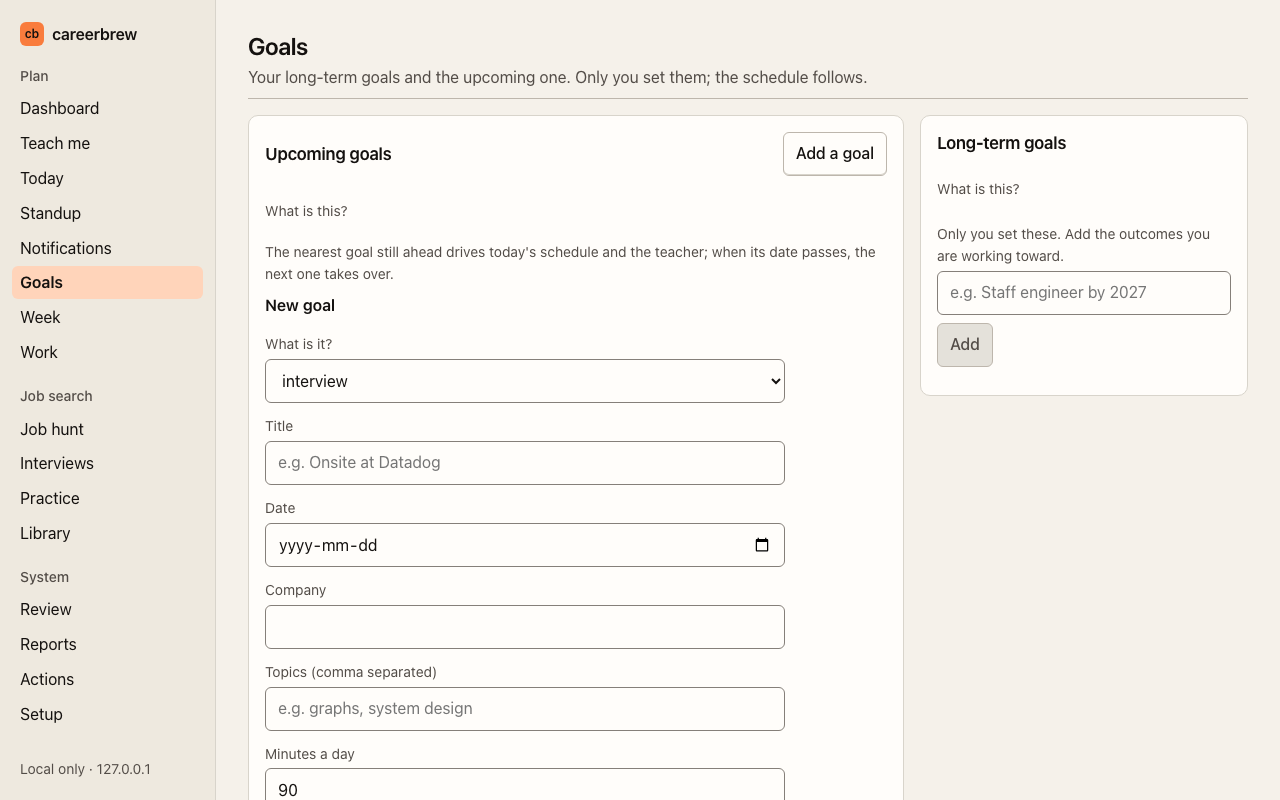 cb careerbrew
Plan
Dashboard
Teach me
Today
Standup
Notifications
Goals
Week
Work
Job search
Job hunt
Interviews
Practice
Library
System
Review
Reports
Actions
Setup
Local only · 127.0.0.1
Goals
Your long-term goals and the upcoming one. Only you set them; the schedule follows.
Upcoming goals
Add a goal
What is this?
The nearest goal still ahead drives today's schedule and the teacher; when its date passes, the
next one takes over.
New goal
What is it?
interview
Title
e.g. Onsite at Datadog
Date
yyyy-mm-dd
Company
Topics (comma separated)
e.g. graphs, system design
Minutes a day
90
Long-term goals
What is this?
Only you set these. Add the outcomes you
are working toward.
e.g. Staff engineer by 2027
Add